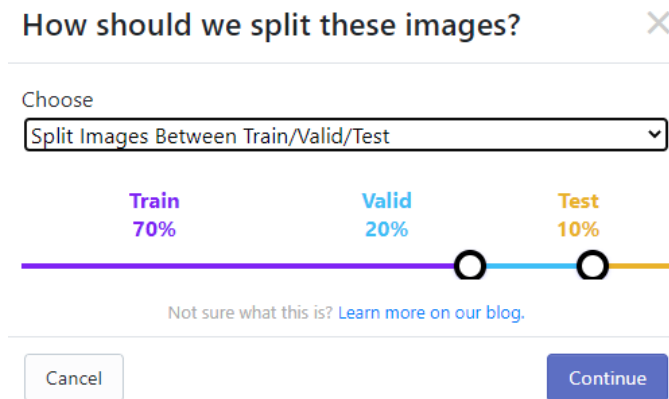 How should we split these images?
Choose
Split Images Between Train/Valid/Test
Train Valid Test
70% 20% 10%
Not sure what this is? Learn more on our blog.
Cancel Continue